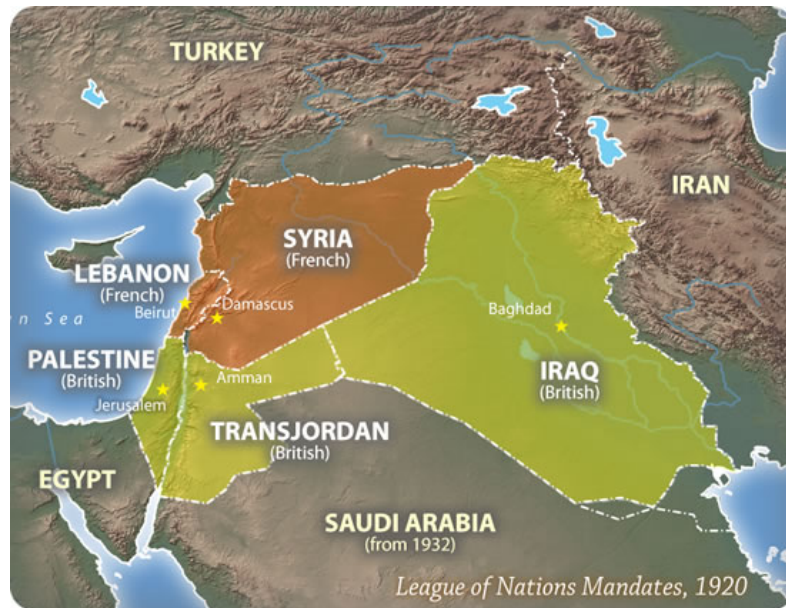 TURKEY
IRAN
SYRIA
(French)
LEBANON
(French)
Beirut
Damascus
n Sea
Baghdad
PALESTINE
(British)
Amman
Jerusalem
IRAQ
(British)
TRANSJORDAN
(British)
EGYPT
SAUDI ARABIA
(from 1932)
League of Nations Mandates, 1920